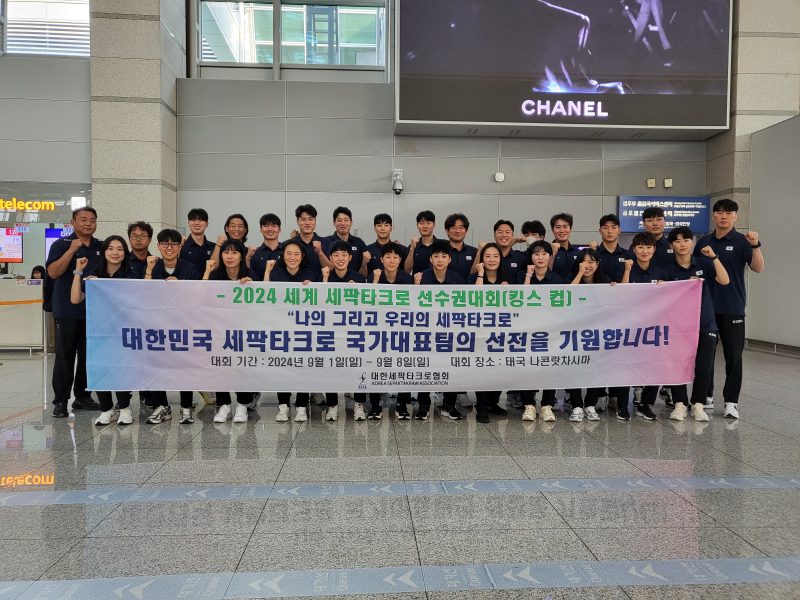 CHANEL
telecom
- 2024 세계 세팍타크로 선수권대회(킹스 컵) -
"나의 그리고 우리의 세팍타크로"
대한민국 세팍타크로 국가대표팀의 선전을 기원합니다!
대회 기간 : 2024년 9월 1일(일) ~ 9월 8일(일) 대회 장소 : 태국 나콘랏차시마
대한세팍타크로협회
KOREA SEPAKTAKRAW ASSOCIATION